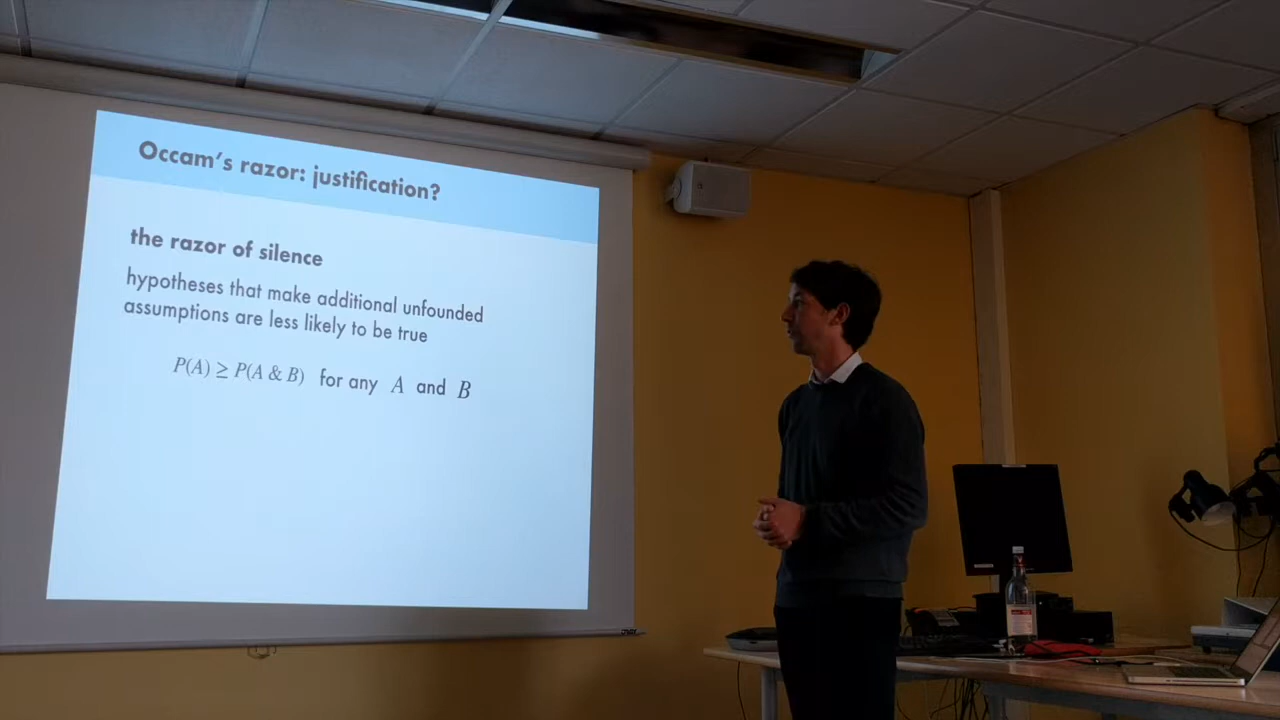 Occam's razor: justification?
the razor of silence
hypotheses that make additional unfounded
assumptions are less likely to be true
P(A) ≥ P(A & B) for any A and B